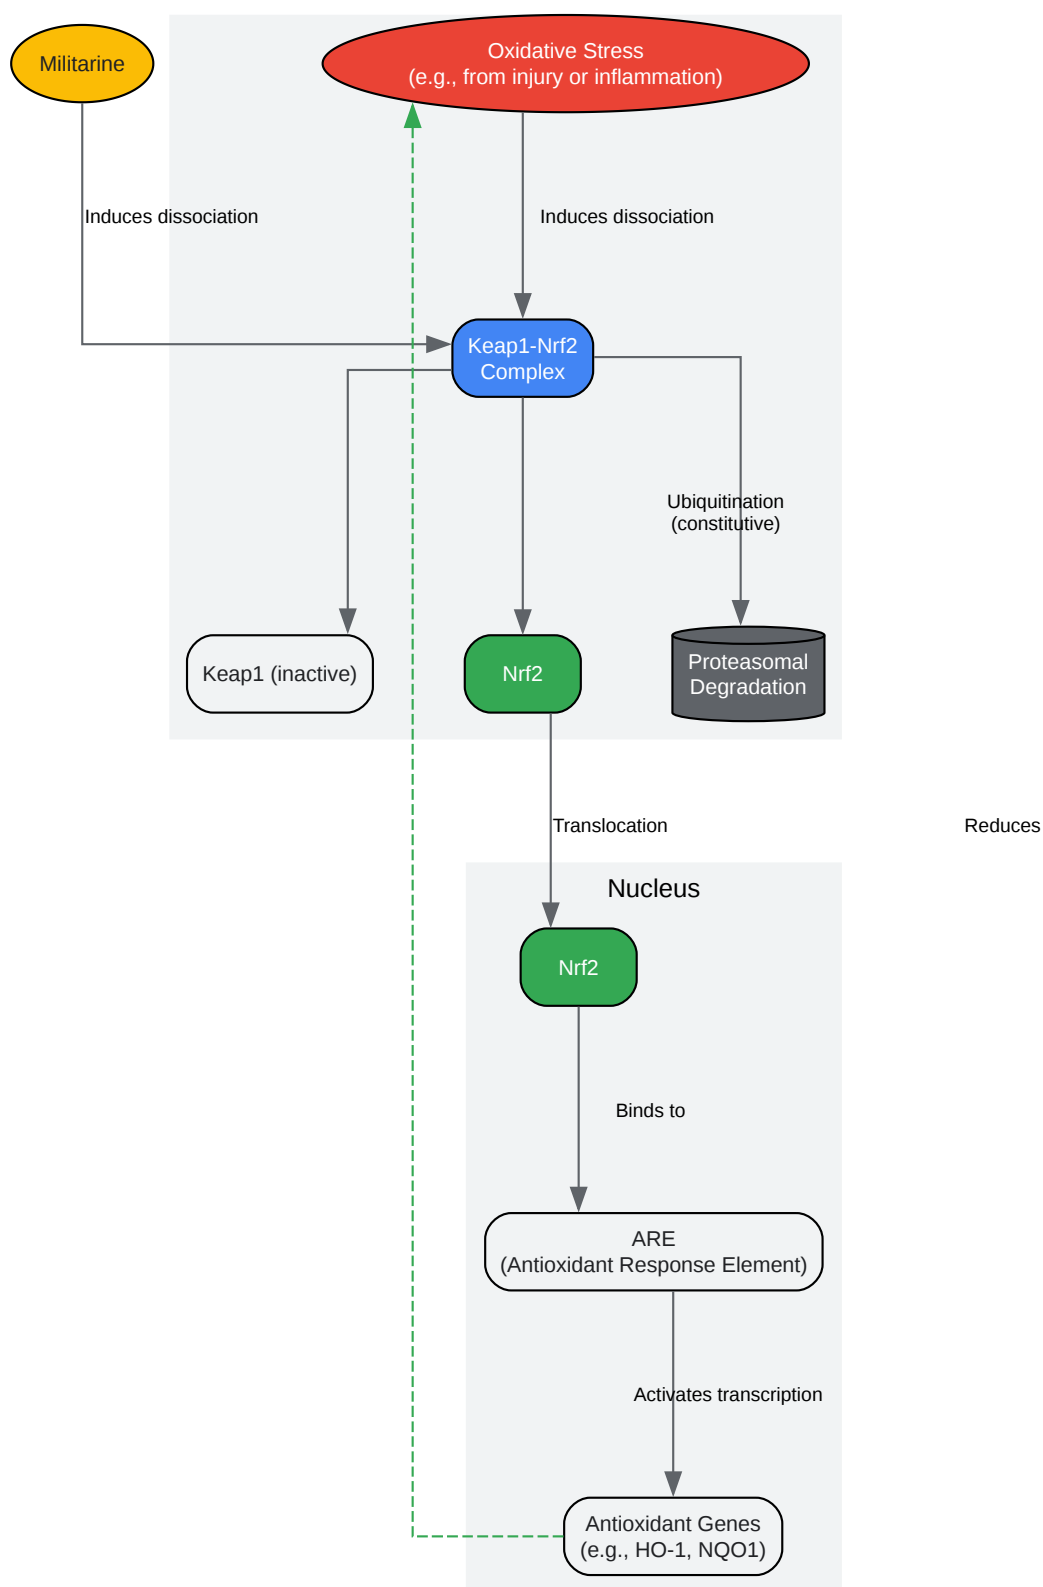 Militarine
Oxidative Stress
(e.g., from injury or inflammation)
Induces dissociation
Induces dissociation
Keap1-Nrf2
Complex
Ubiquitination
(constitutive)
Keap1 (inactive)
Nrf2
Proteasomal
Degradation
Translocation
Reduces
Nucleus
Nrf2
Binds to
ARE
(Antioxidant Response Element)
Activates transcription
Antioxidant Genes
(e.g., HO-1, NQO1)